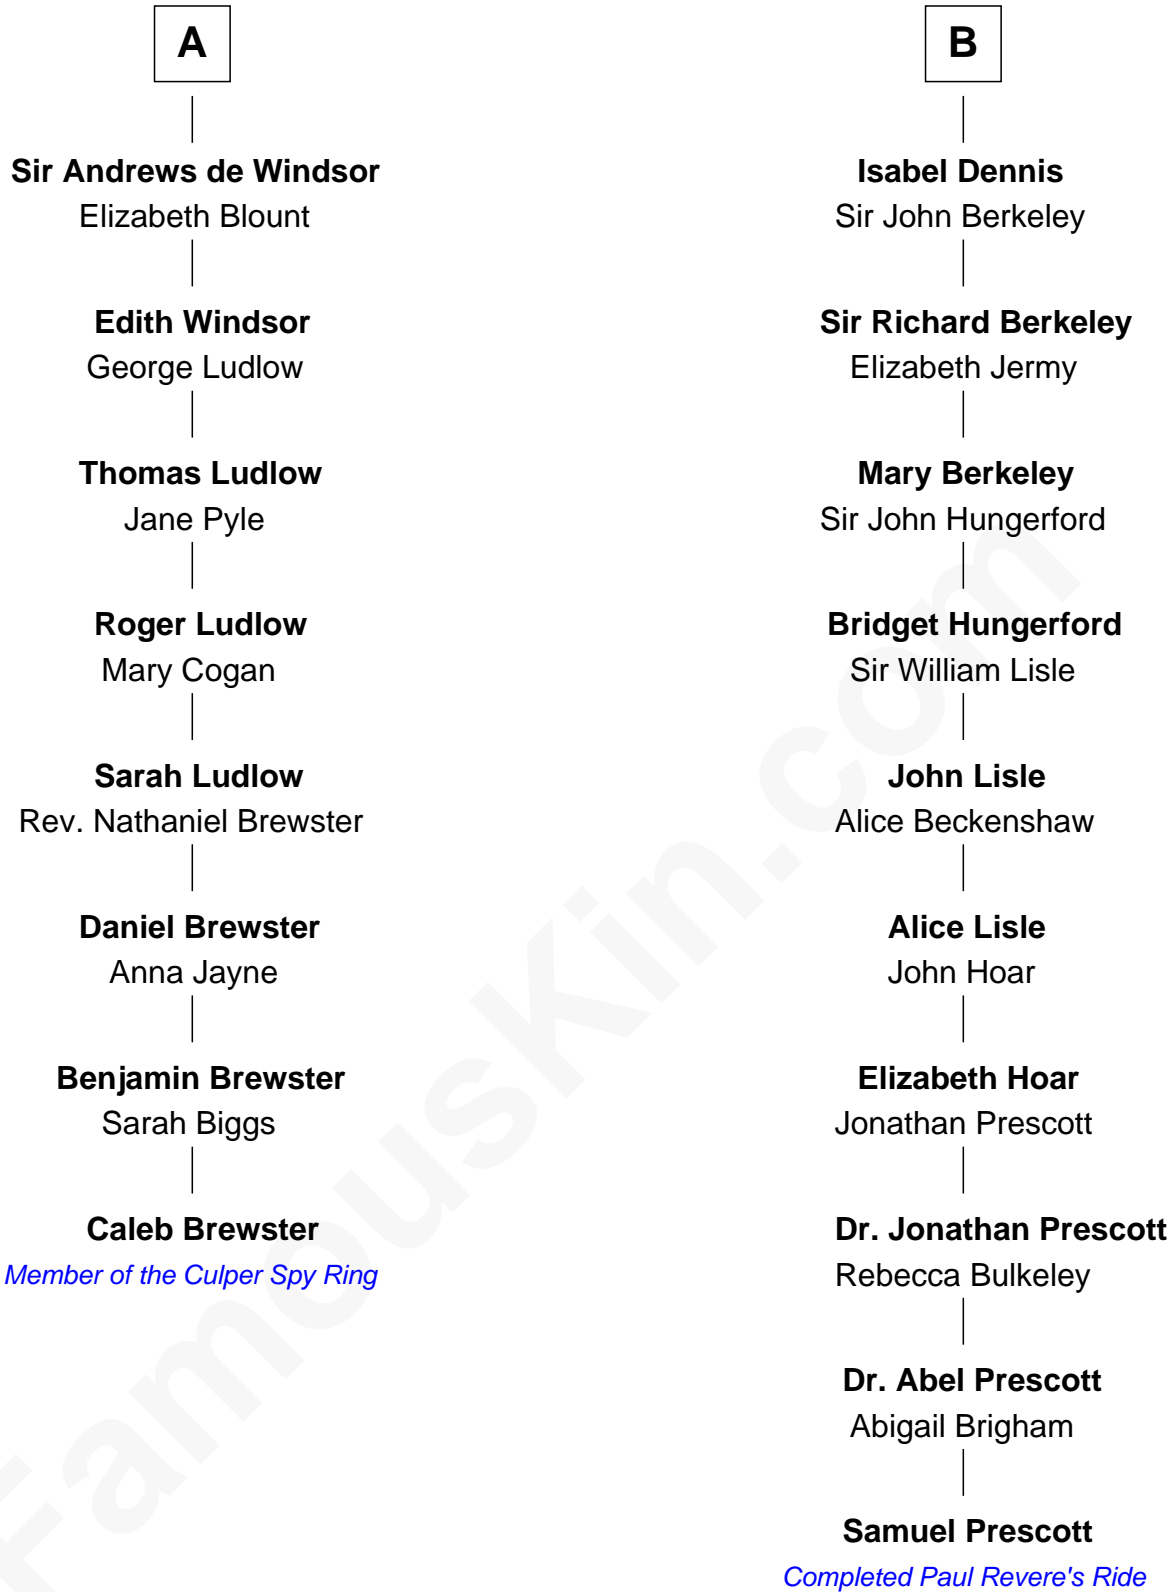 A
Sir Andrews de Windsor
Elizabeth Blount
Edith Windsor
George Ludlow
Thomas Ludlow
Jane Pyle
Roger Ludlow
Mary Cogan
Sarah Ludlow
Rev. Nathaniel Brewster
Daniel Brewster
Anna Jayne
Benjamin Brewster
Sarah Biggs
Caleb Brewster
Member of the Culper Spy Ring
B
Isabel Dennis
Sir John Berkeley
Sir Richard Berkeley
Elizabeth Jermy
Mary Berkeley
Sir John Hungerford
Bridget Hungerford
Sir William Lisle
John Lisle
Alice Beckenshaw
Alice Lisle
John Hoar
Elizabeth Hoar
Jonathan Prescott
Dr. Jonathan Prescott
Rebecca Bulkeley
Dr. Abel Prescott
Abigail Brigham
Samuel Prescott
Completed Paul Revere's Ride
FamousKin.com